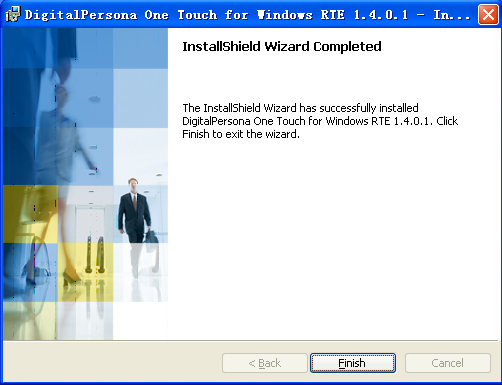 DigitalPersona One Touch for Windows RTE 1.4.0.1 - In...
InstallShield Wizard Completed
The InstallShield Wizard has successfully installed
DigitalPersona One Touch for Windows RTE 1.4.0.1. Click
Finish to exit the wizard.
< Back
Finish
Cancel